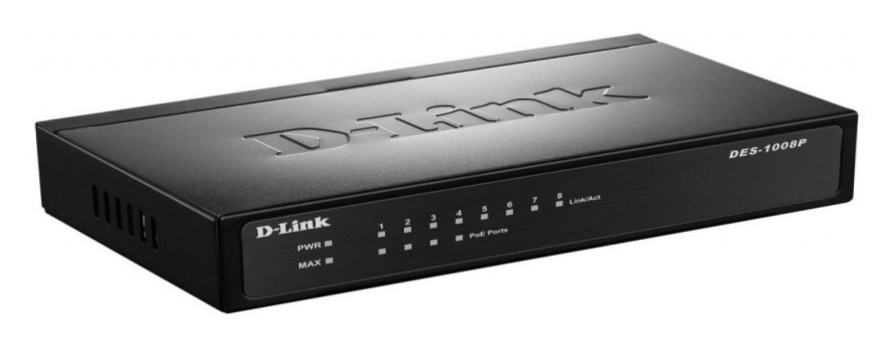 D-Link
DES-1008P
D-Link
1 2 3 4 5 6 7 8 Link/Act
PWR
PoE Ports
MAX